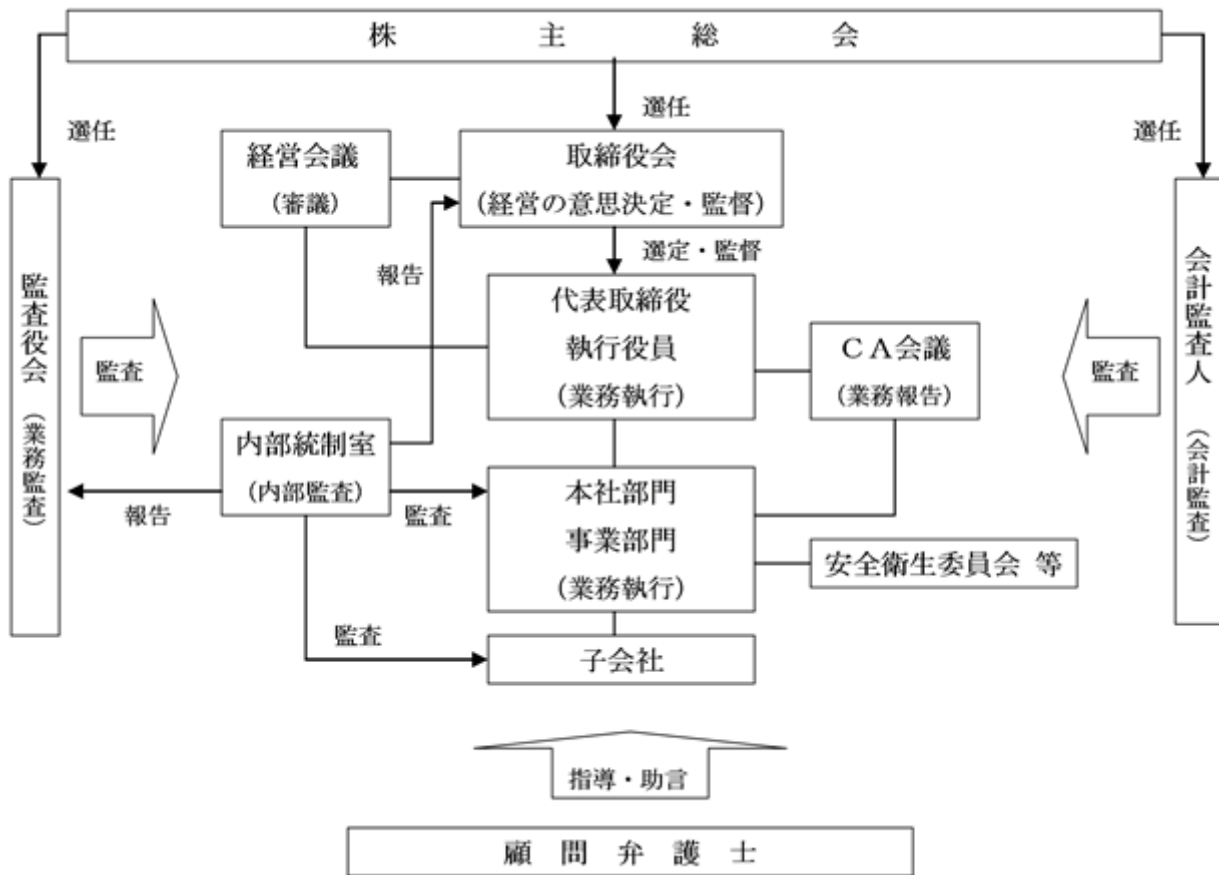 株主総会
選任
選任
選任
経営会議
(審議)
取締役会
(経営の意思決定・監督)
報告
選定・監督
監査役会(業務監査)
監査
代表取締役
執行役員
(業務執行)
ＣＡ会議
(業務報告)
監査
会計監査人(会計監査)
内部統制室
(内部監査)
報告
監査
本社部門
事業部門
(業務執行)
安全衛生委員会 等
監査
子会社
指導・助言
顧問弁護士